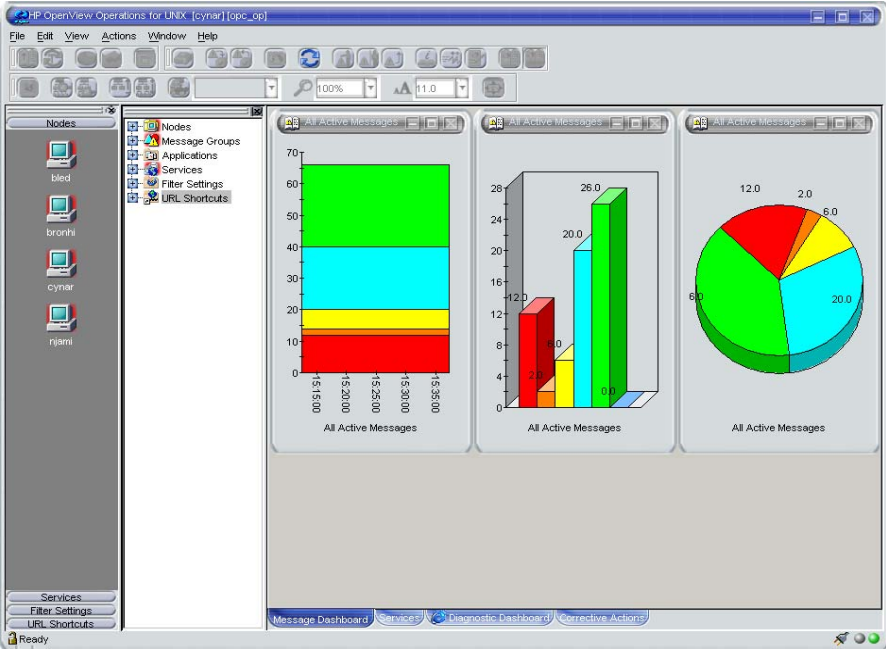 HP OpenView Operations for UNIX [cynar] [opc_op]
File Edit View Actions Window Help
100%
11.0
Nodes
bled
bronhi
cynar
njami
Services
Filter Settings
URL Shortcuts
Nodes
Message Groups
Applications
Services
Filter Settings
URL Shortcuts
All Active Messages
70
60
50
40
30
20
10
0
15:15:00
15:20:00
15:25:00
15:30:00
15:35:00
All Active Messages
All Active Messages
28
24
20
16
12
8
4
0
12.0
2.0
6.0
20.0
26.0
0.0
All Active Messages
All Active Messages
12.0
2.0
6.0
20.0
6.0
All Active Messages
Message Dashboard
Services
Diagnostic Dashboard
Corrective Actions
Ready